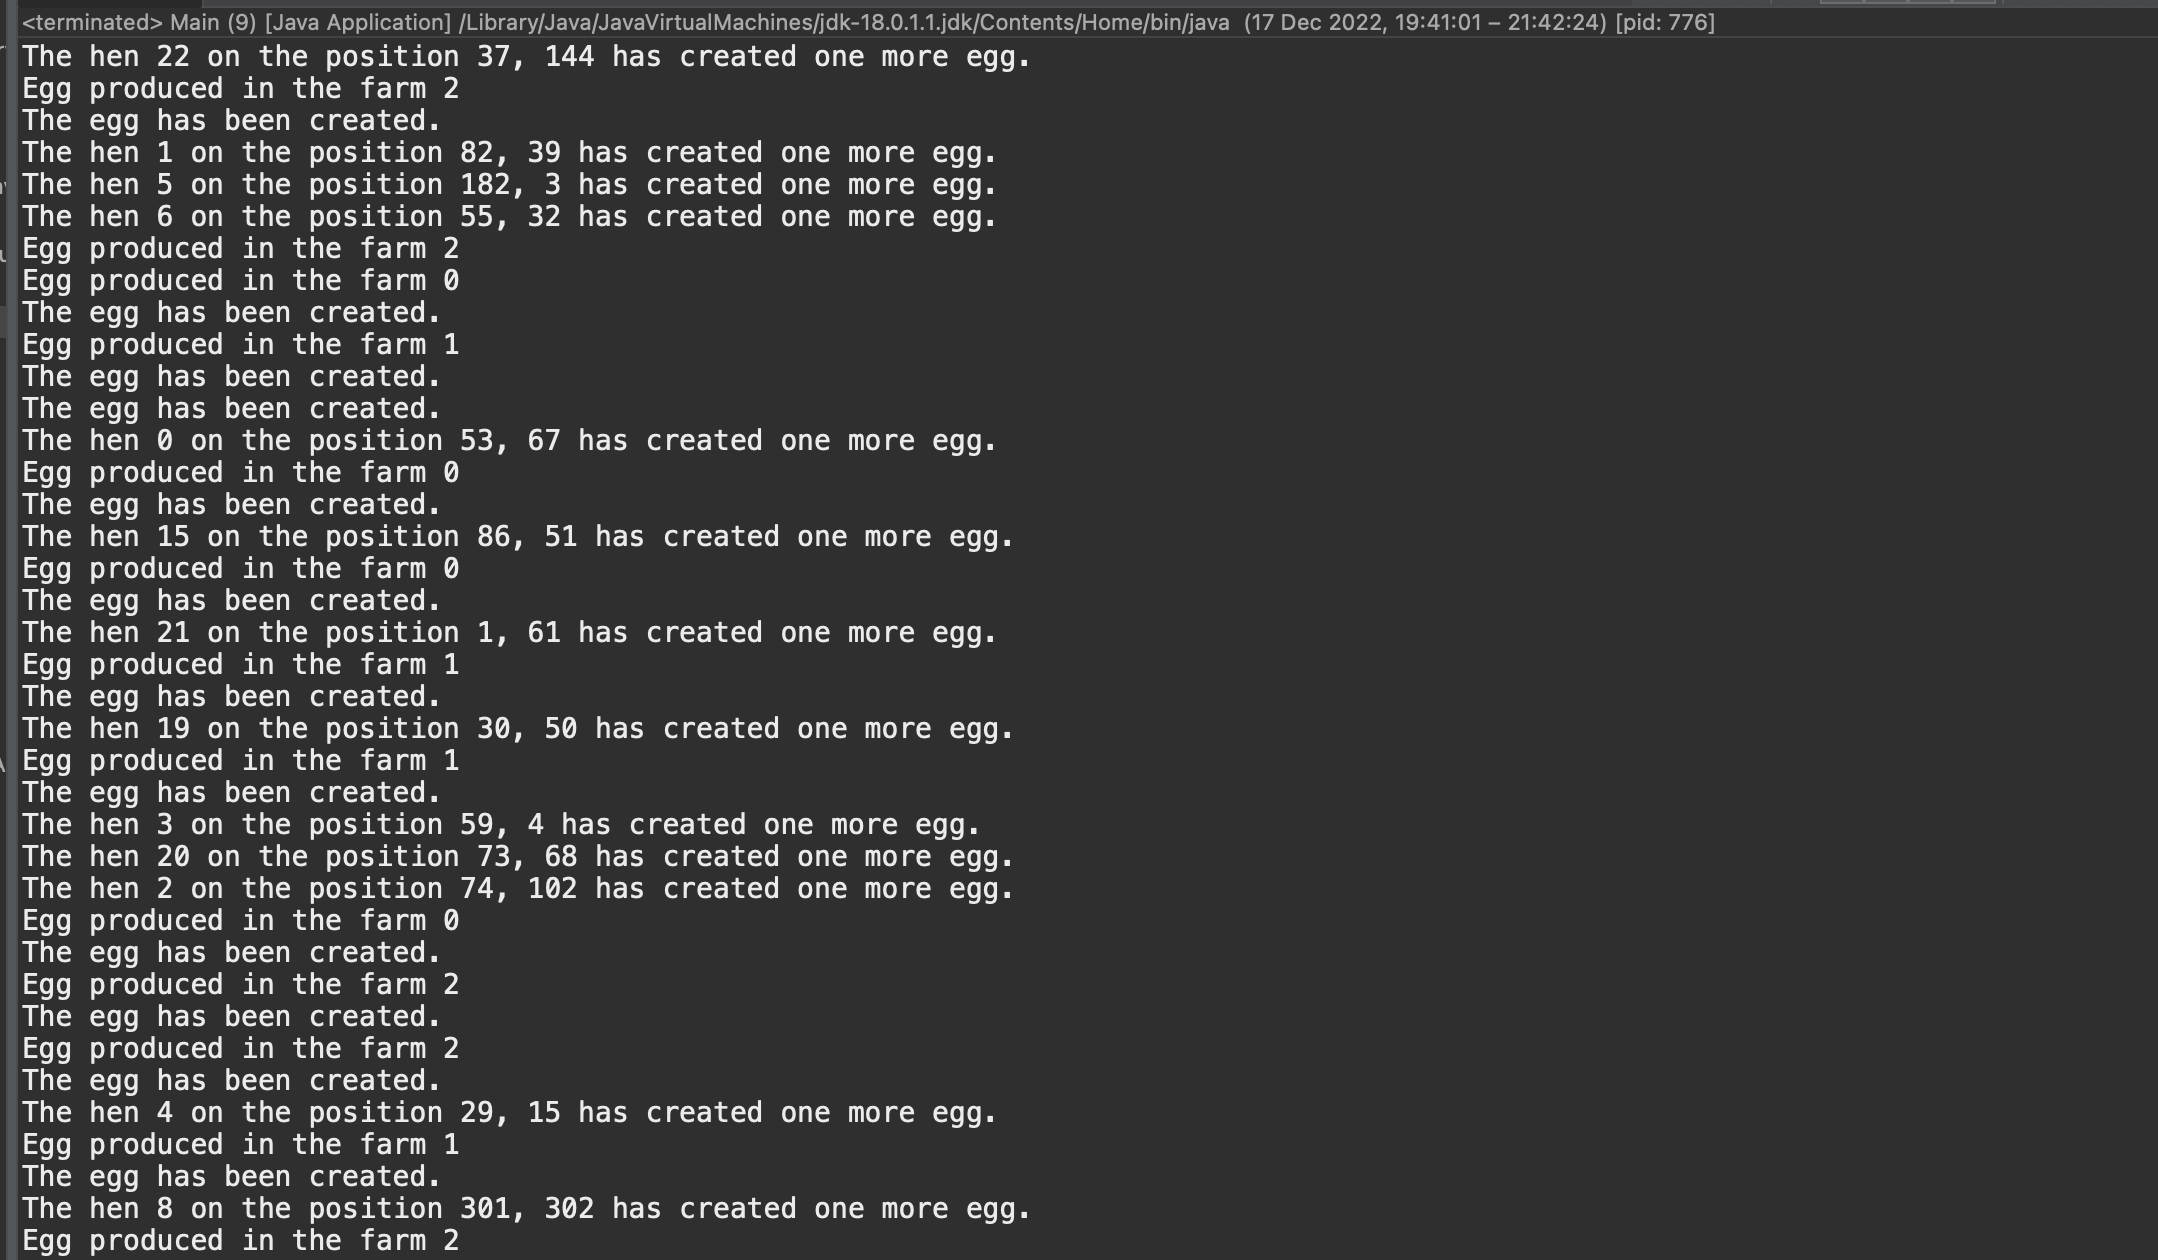 <terminated> Main (9) [Java Application] /Library/Java/JavaVirtualMachines/jdk-18.0.1.1.jdk/Contents/Home/bin/java (17 Dec 2022, 19:41:01 – 21:42:24) [pid: 776]
The hen 22 on the position 37, 144 has created one more egg.
Egg produced in the farm 2
The egg has been created.
The hen 1 on the position 82, 39 has created one more egg.
The hen 5 on the position 182, 3 has created one more egg.
The hen 6 on the position 55, 32 has created one more egg.
Egg produced in the farm 2
Egg produced in the farm 0
The egg has been created.
Egg produced in the farm 1
The egg has been created.
The egg has been created.
The hen 0 on the position 53, 67 has created one more egg.
Egg produced in the farm 0
The egg has been created.
The hen 15 on the position 86, 51 has created one more egg.
Egg produced in the farm 0
The egg has been created.
The hen 21 on the position 1, 61 has created one more egg.
Egg produced in the farm 1
The egg has been created.
The hen 19 on the position 30, 50 has created one more egg.
Egg produced in the farm 1
The egg has been created.
The hen 3 on the position 59, 4 has created one more egg.
The hen 20 on the position 73, 68 has created one more egg.
The hen 2 on the position 74, 102 has created one more egg.
Egg produced in the farm 0
The egg has been created.
Egg produced in the farm 2
The egg has been created.
Egg produced in the farm 2
The egg has been created.
The hen 4 on the position 29, 15 has created one more egg.
Egg produced in the farm 1
The egg has been created.
The hen 8 on the position 301, 302 has created one more egg.
Egg produced in the farm 2